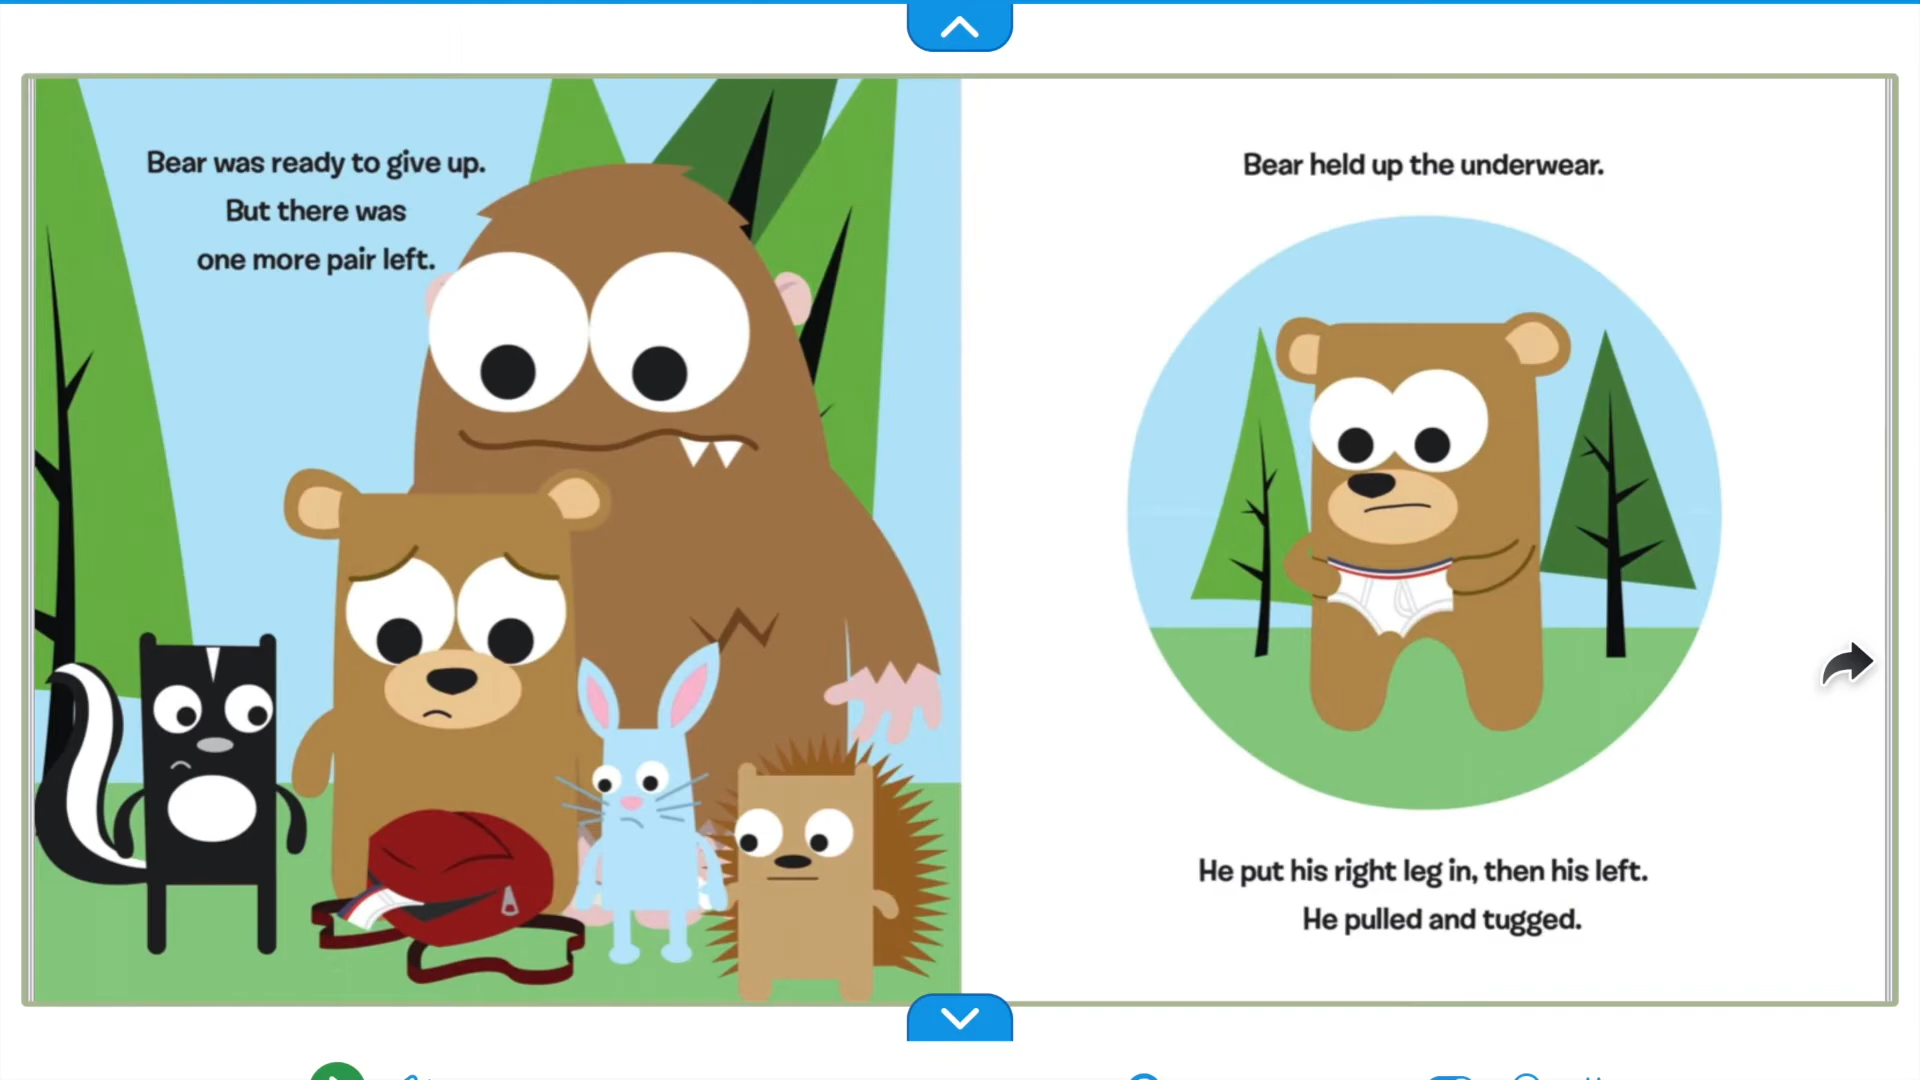 Bear was ready to give up.
But there was
one more pair left.
Bear held up the underwear.
He put his right leg in, then his left.
He pulled and tugged.